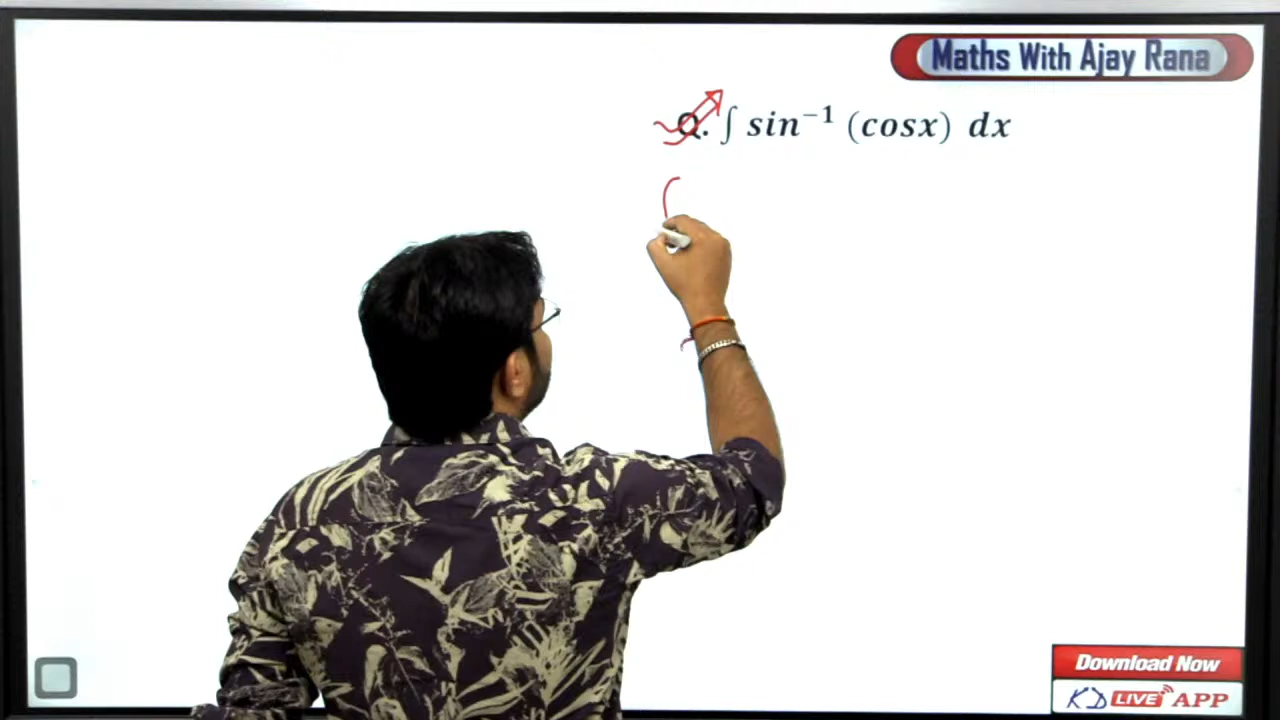 Maths With Ajay Rana
Q. ∫ sin⁻¹ (cosx) dx
Download Now
KD LIVE APP